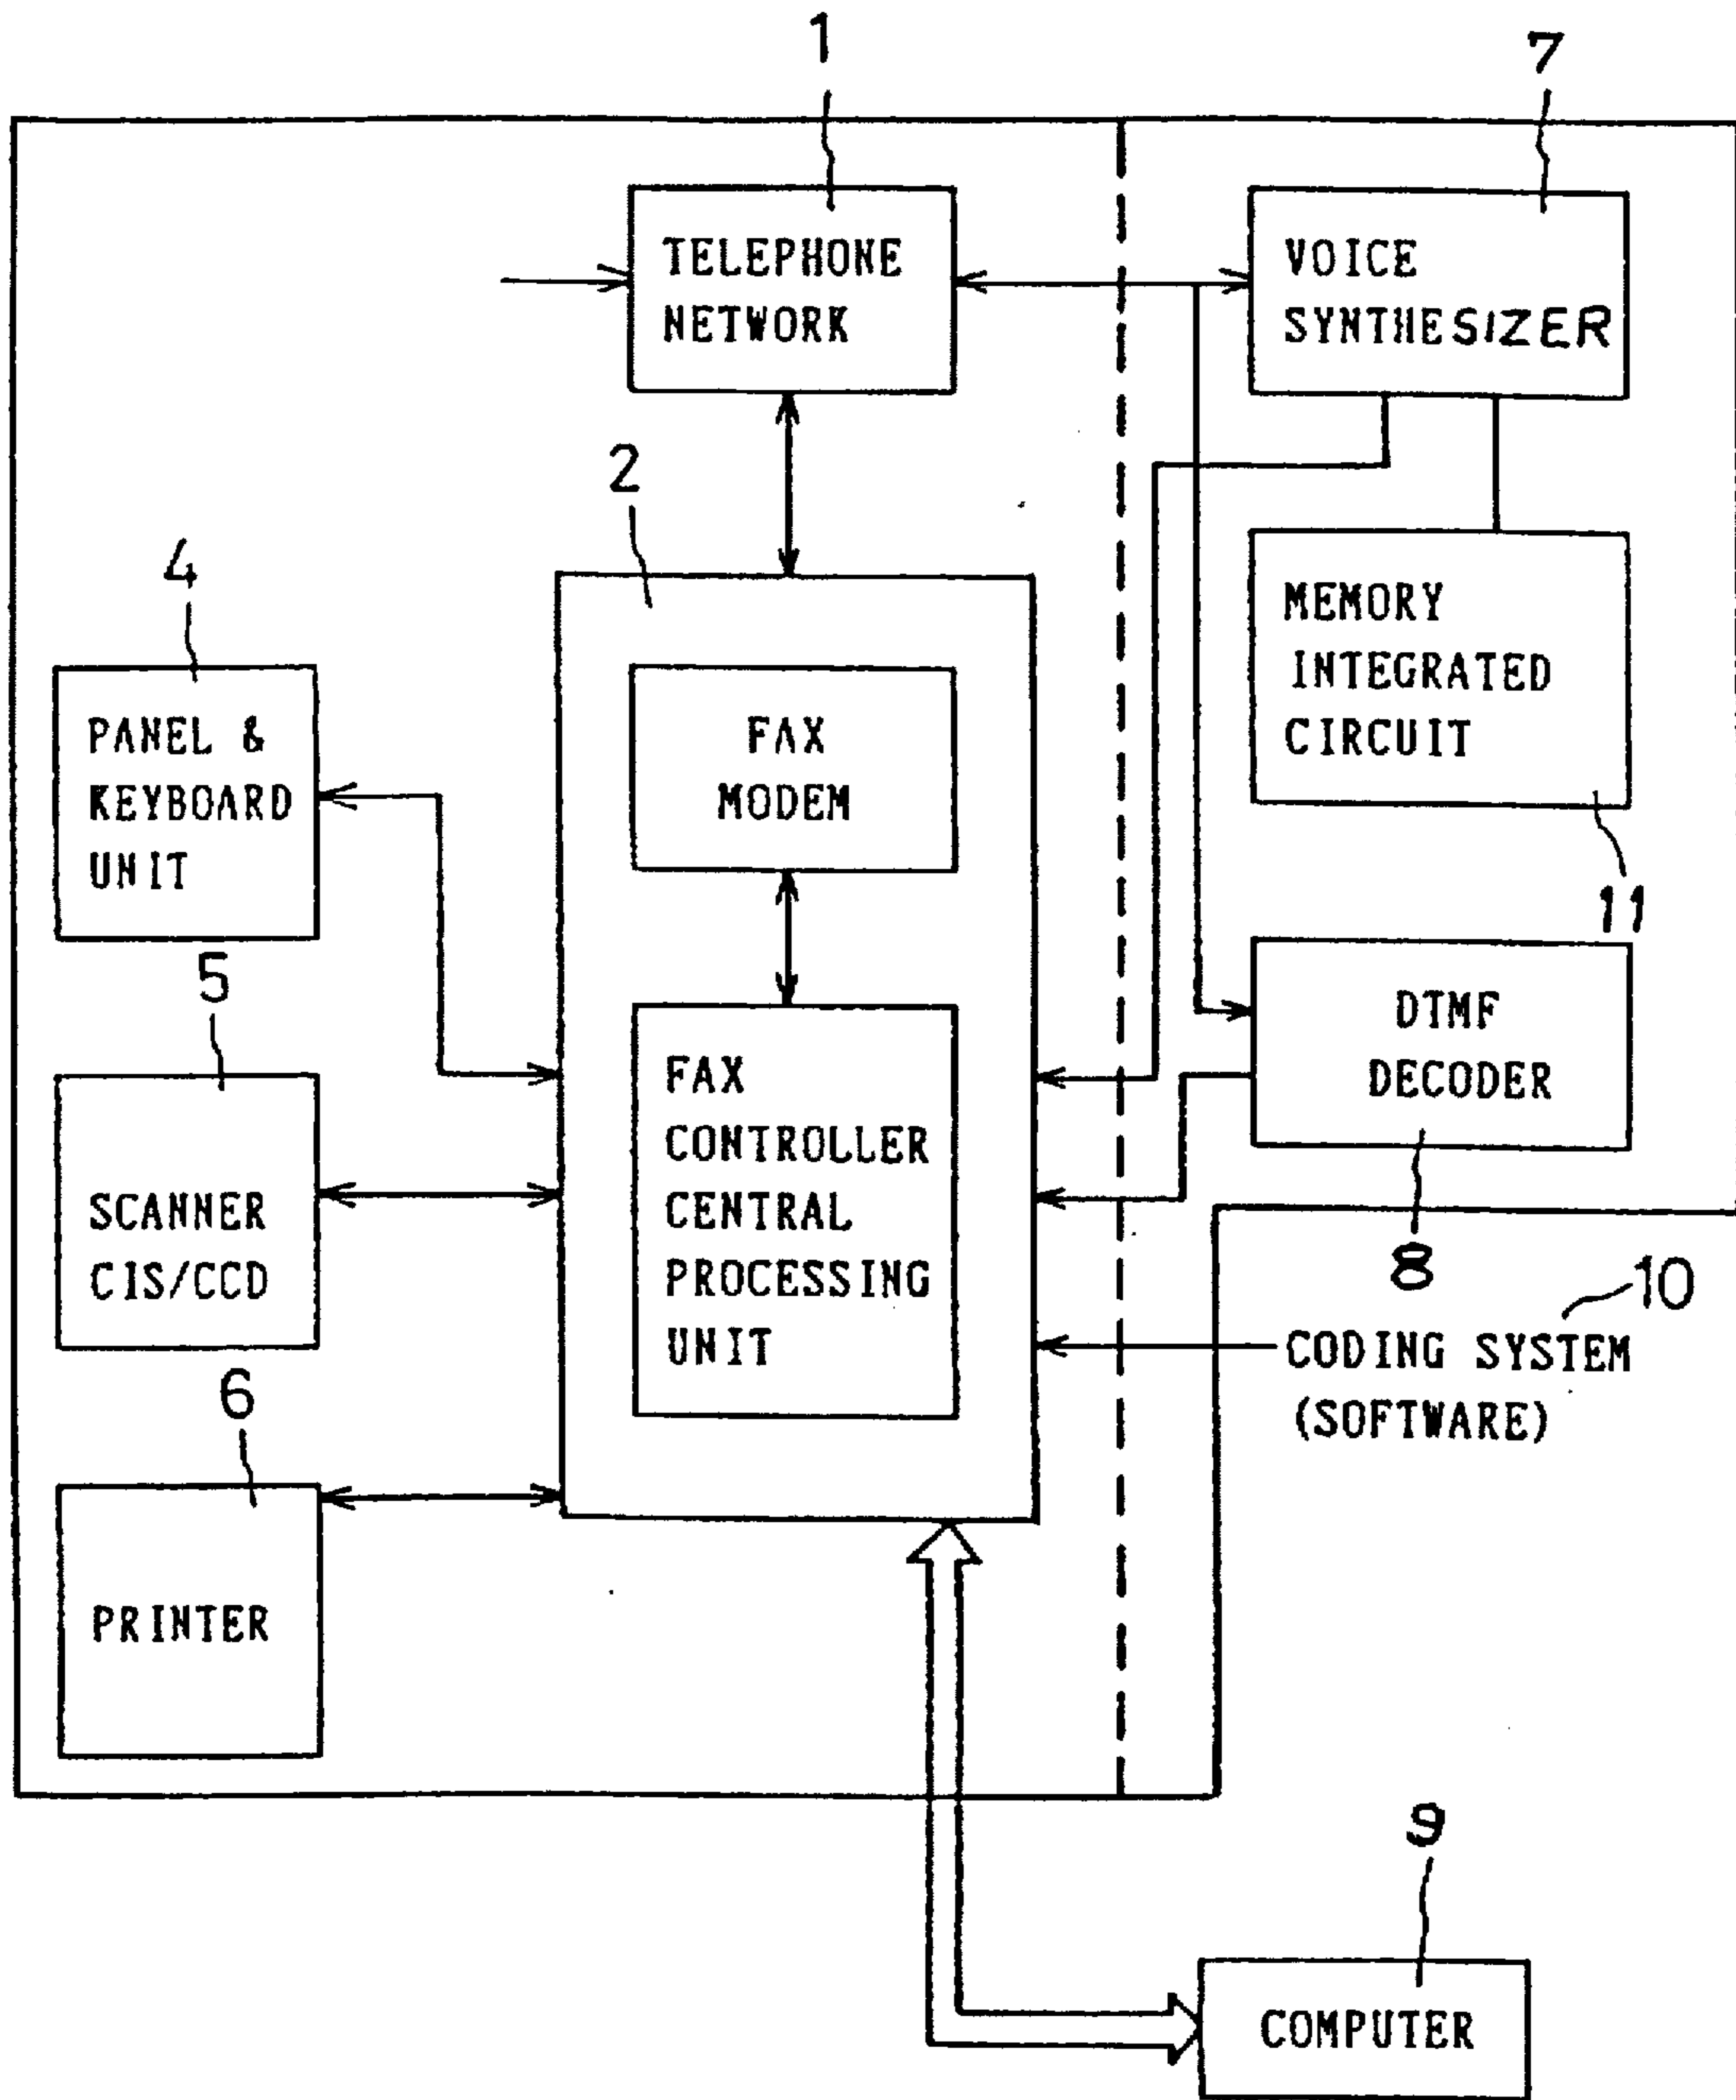 1
7
TELEPHONE
NETWORK
VOICE
SYNTHESIZER
2
4
PANEL &
KEYBOARD
UNIT
FAX
MODEM
MEMORY
INTEGRATED
CIRCUIT
11
5
SCANNER
CIS/CCD
FAX
CONTROLLER
CENTRAL
PROCESSING
UNIT
DTMF
DECODER
8
10
CODING SYSTEM
(SOFTWARE)
6
PRINTER
9
COMPUTER